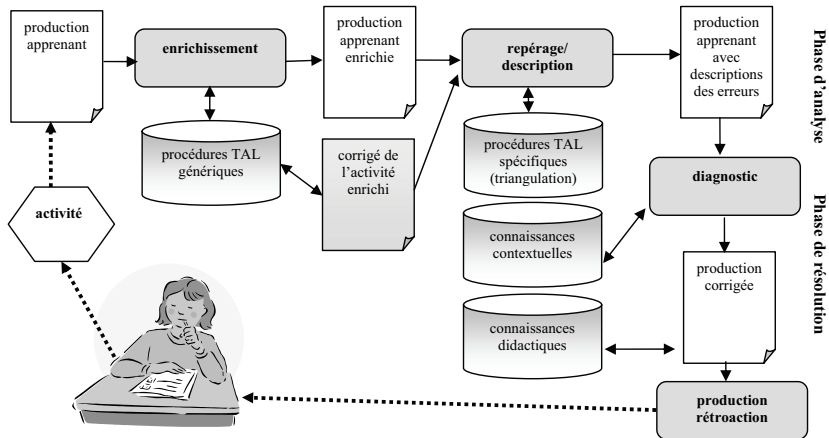 production
apprenant
enrichissement
production
apprenant
enrichie
repérage/
description
production
apprenant
avec
descriptions
des erreurs
Phase d'analyse
procédures TAL
génériques
corrigé de
l'activité
enrichi
procédures TAL
spécifiques
(triangulation)
diagnostic
activité
connaissances
contextuelles
Phase de résolution
production
corrigée
connaissances
didactiques
production
rétroaction